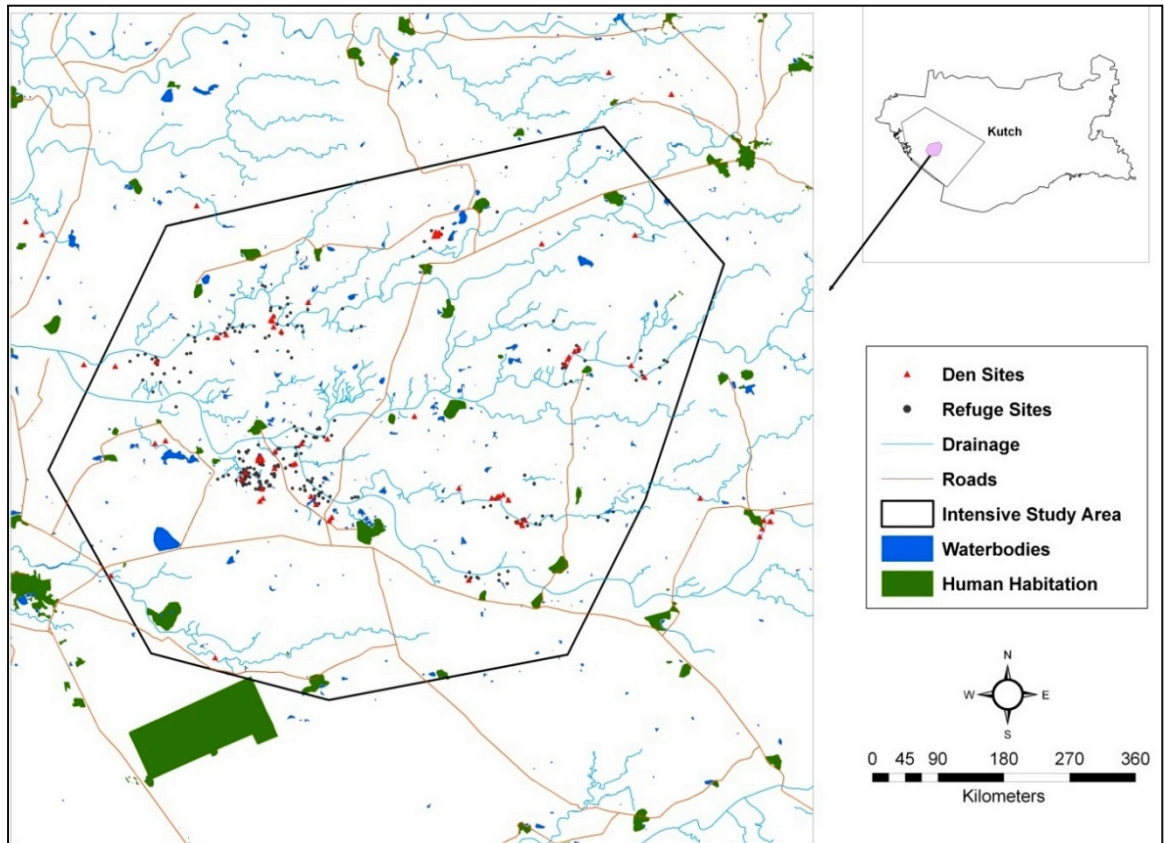 Kutch
Den Sites
Refuge Sites
Drainage
Roads
Intensive Study Area
Waterbodies
Human Habitation
N
W E
S
0 45 90 180 270 360
Kilometers